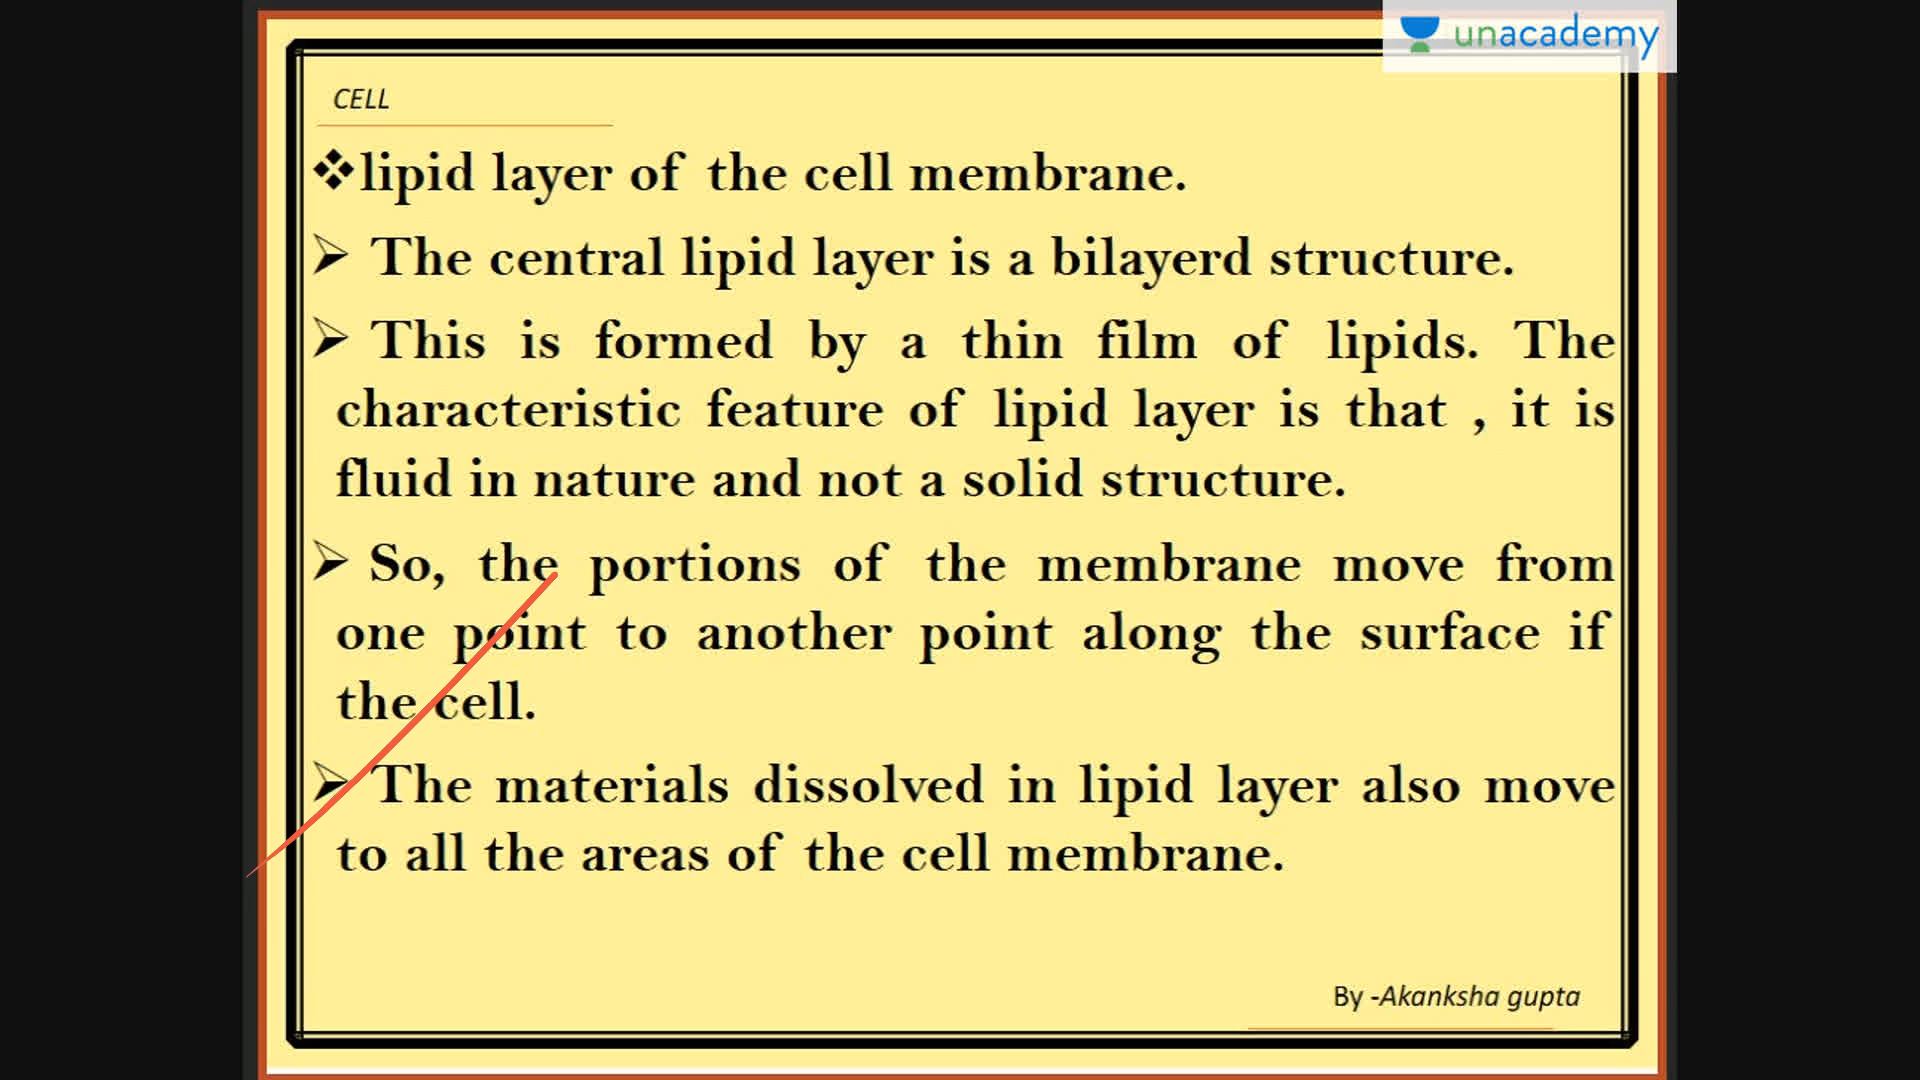 unacademy
CELL
❖lipid layer of the cell membrane.
➢ The central lipid layer is a bilayerd structure.
➢ This is formed by a thin film of lipids. The
characteristic feature of lipid layer is that , it is
fluid in nature and not a solid structure.
➢ So, the portions of the membrane move from
one point to another point along the surface if
the cell.
➢ The materials dissolved in lipid layer also move
to all the areas of the cell membrane.
By -Akanksha gupta